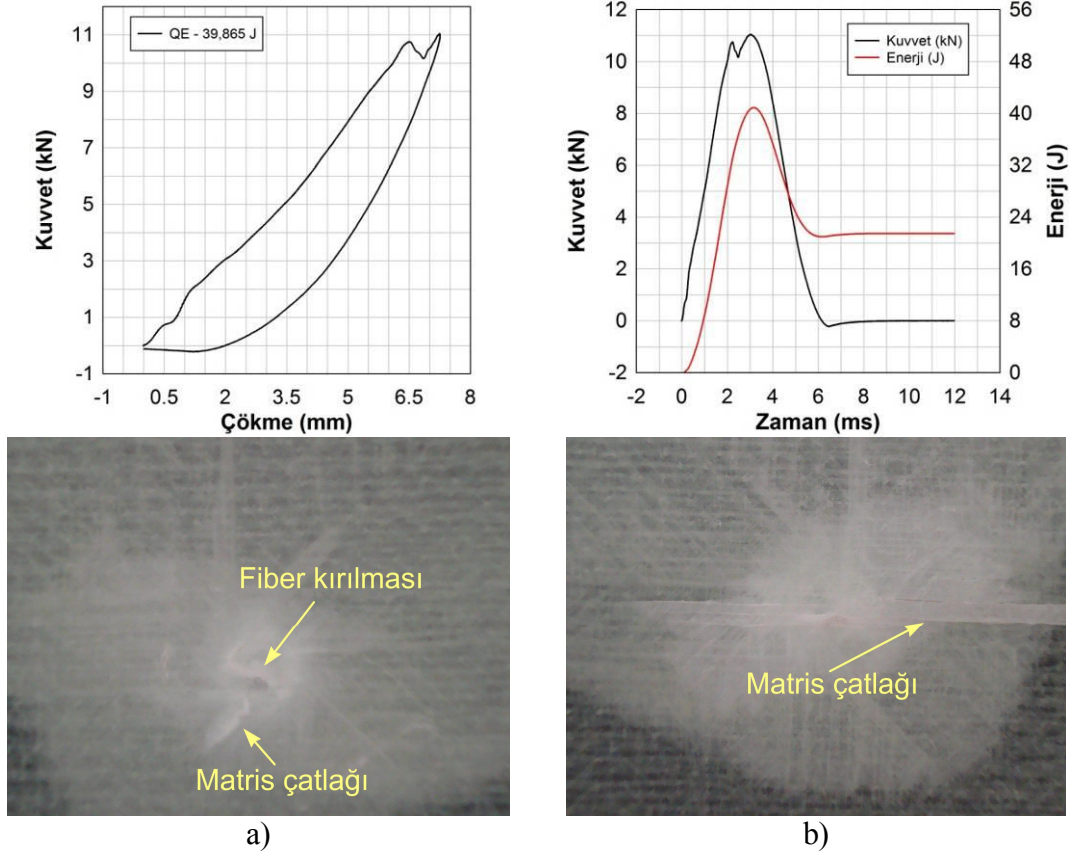 QE - 39,865 J
Kuvvet (kN)
11
9
7
5
3
1
-1
-1 0.5 2 3.5 5 6.5 8
Çökme (mm)
Kuvvet (kN)
Enerji (J)
Kuvvet (kN)
12
10
8
6
4
2
0
-2
56
48
40
32
24
16
8
0
Enerji (J)
-2 0 2 4 6 8 10 12 14
Zaman (ms)
Fiber kırılması
Matris çatlağı
Matris çatlağı
a)
b)